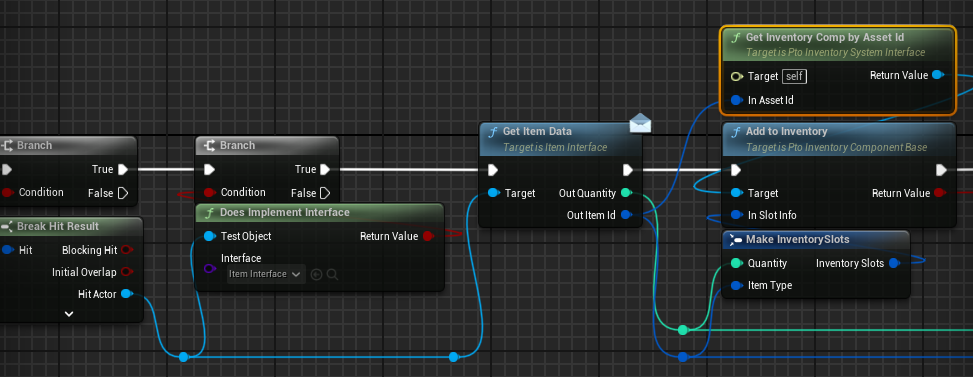 Get Inventory Comp by Asset Id
Target is Pto Inventory System Interface
Target self
Return Value
In Asset Id
Branch
True
Condition
False
Branch
True
Condition
False
Get Item Data
Target is Item Interface
Target
Out Quantity
Out Item Id
Add to Inventory
Target is Pto Inventory Component Base
Target
Return Value
In Slot Info
Break Hit Result
Hit
Blocking Hit
Initial Overlap
Hit Actor
Does Implement Interface
Test Object
Return Value
Interface
Item Interface
Make InventorySlots
Quantity
Inventory Slots
Item Type